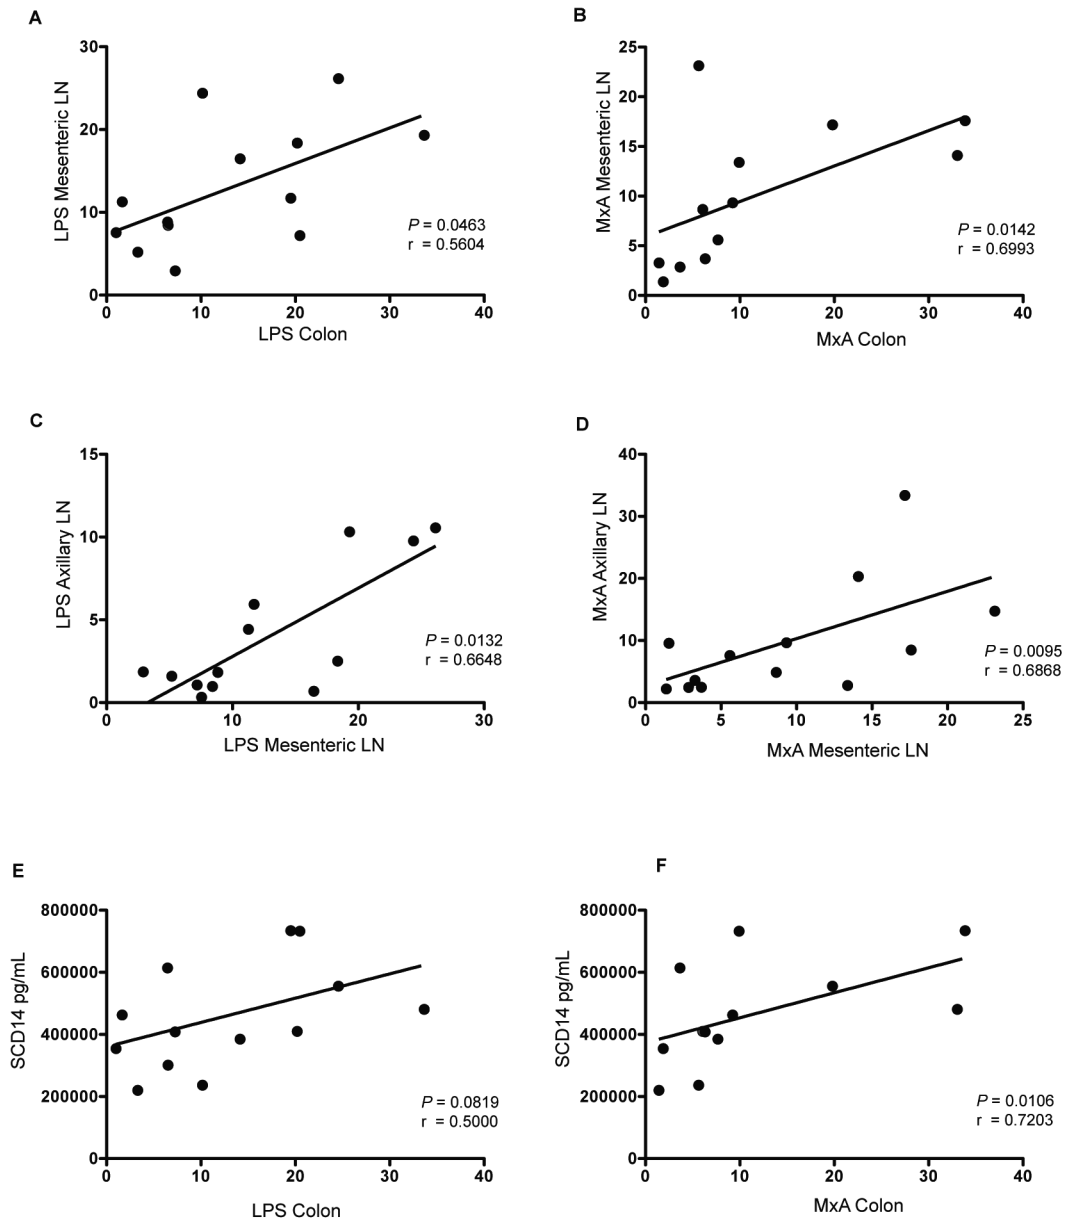 A
30
20
10
0
0 10 20 30 40
LPS Mesenteric LN
LPS Colon
P = 0.0463
r = 0.5604
B
25
20
15
10
5
0
0 10 20 30 40
MxA Mesenteric LN
MxA Colon
P = 0.0142
r = 0.6993
C
15
10
5
0
0 10 20 30
LPS Axillary LN
LPS Mesenteric LN
P = 0.0132
r = 0.6648
D
40
30
20
10
0
0 5 10 15 20 25
MxA Axillary LN
MxA Mesenteric LN
P = 0.0095
r = 0.6868
E
800000
600000
400000
200000
0
0 10 20 30 40
SCD14 pg/mL
LPS Colon
P = 0.0819
r = 0.5000
F
800000
600000
400000
200000
0
0 10 20 30 40
SCD14 pg/mL
MxA Colon
P = 0.0106
r = 0.7203